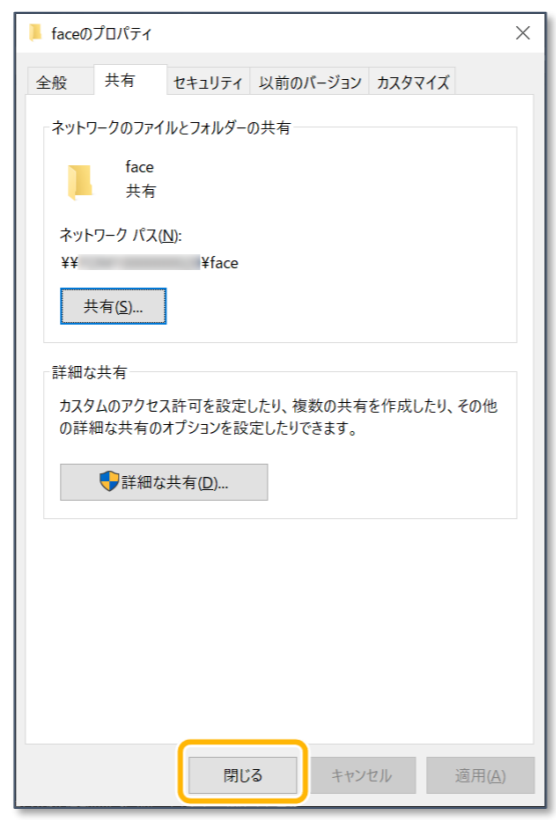 faceのプロパティ
全般 共有 セキュリティ 以前のバージョン カスタマイズ
ネットワークのファイルとフォルダーの共有
face
共有
ネットワーク パス(N):
¥¥ ¥face
共有(S)...
詳細な共有
カスタムのアクセス許可を設定したり、複数の共有を作成したり、その他
の詳細な共有のオプションを設定したりできます。
詳細な共有(D)...
閉じる キャンセル 適用(A)